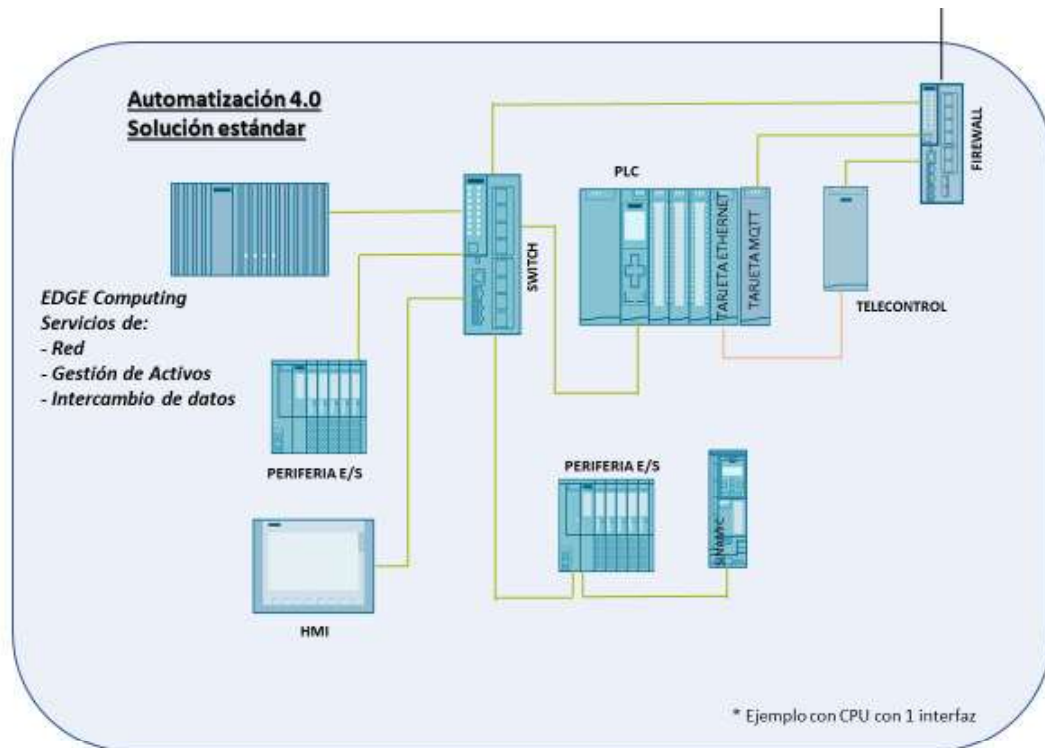 Automatización 4.0
Solución estándar
FIREWALL
PLC
TARJETA ETHERNET
TARJETA MQTT
SWITCH
TELECONTROL
EDGE Computing
Servicios de:
- Red
- Gestión de Activos
- Intercambio de datos
PERIFERIA E/S
PERIFERIA E/S
SINAMIC
HMI
* Ejemplo con CPU con 1 interfaz